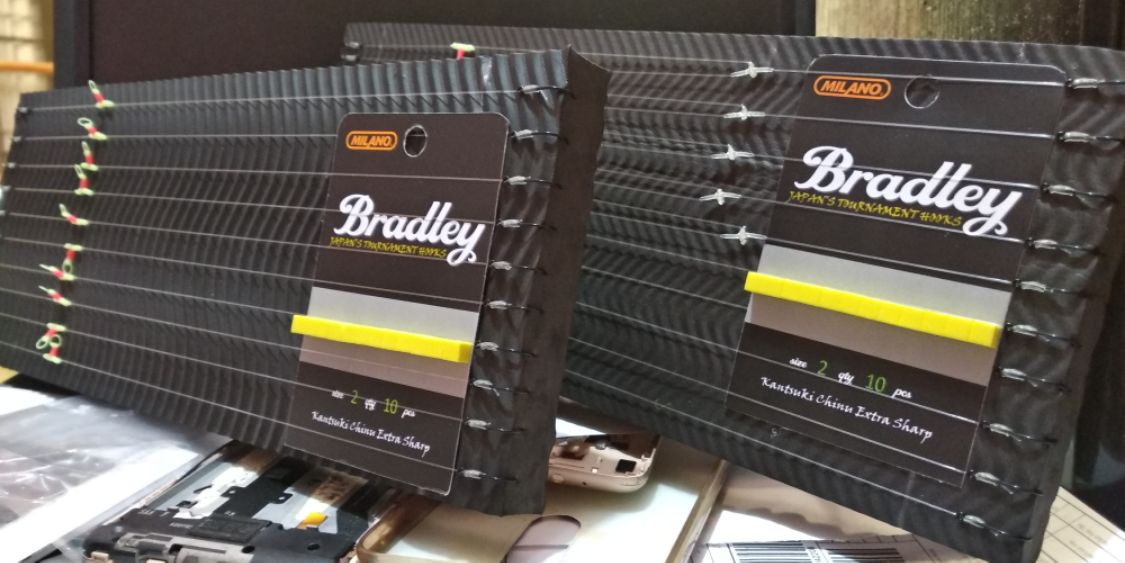 MILANO
Bradley
JAPAN'S TOURNAMENT HOOKS
size 2 qty 10 pcs
Kantsuki Chinu Extra Sharp
MILANO
Bradley
JAPAN'S TOURNAMENT HOOKS
size 2 qty 10 pcs
Kantsuki Chinu Extra Sharp